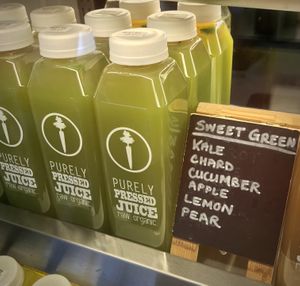 PURELY
PRESSED
JUICE
raw organic
PURELY
PRESSED
JUICE
raw organic
SWEET GREEN
KALE
CHARD
CUCUMBER
APPLE
LEMON
PEAR